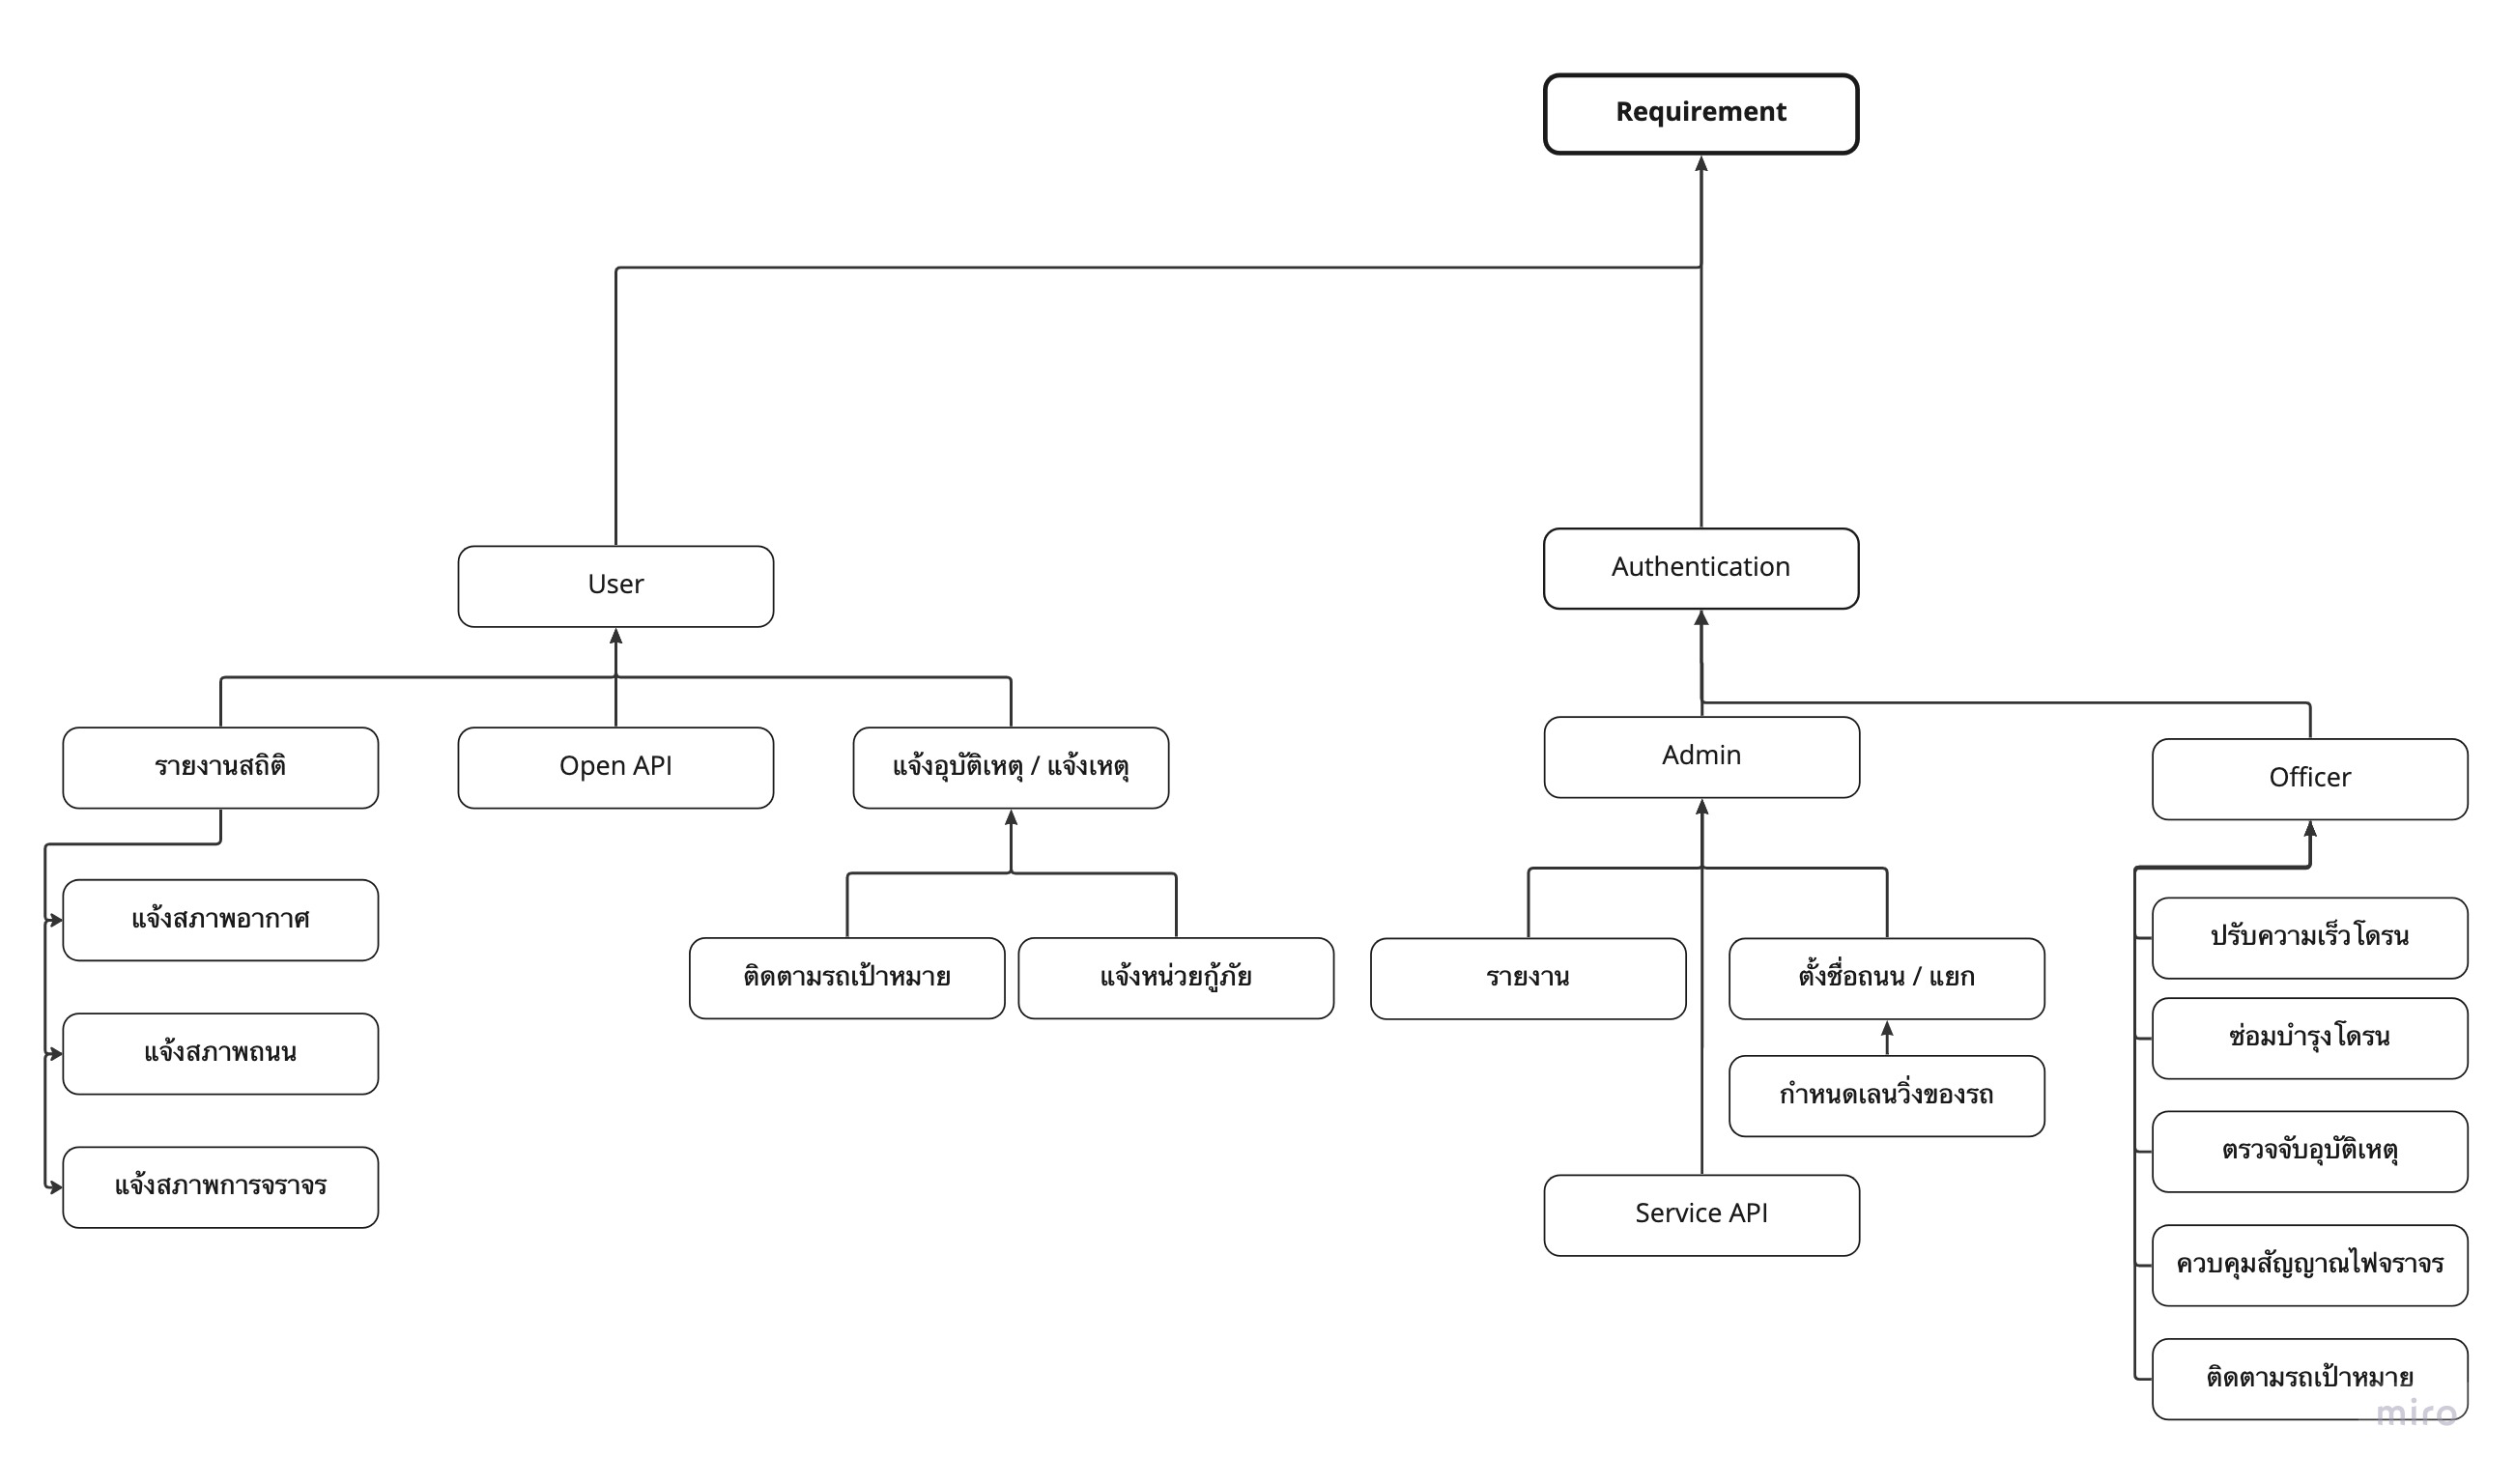 Requirement
User
Authentication
รายงานสถิติ
Open API
แจ้งอุบัติเหตุ / แจ้งเหตุ
Admin
Officer
แจ้งสภาพอากาศ
แจ้งสภาพถนน
แจ้งสภาพการจราจร
ติดตามรถเป้าหมาย
แจ้งหน่วยกู้ภัย
รายงาน
ตั้งชื่อถนน / แยก
กำหนดเลนวิ่งของรถ
Service API
ปรับความเร็วโดรน
ซ่อมบำรุงโดรน
ตรวจจับอุบัติเหตุ
ควบคุมสัญญาณไฟจราจร
ติดตามรถเป้าหมาย
miro